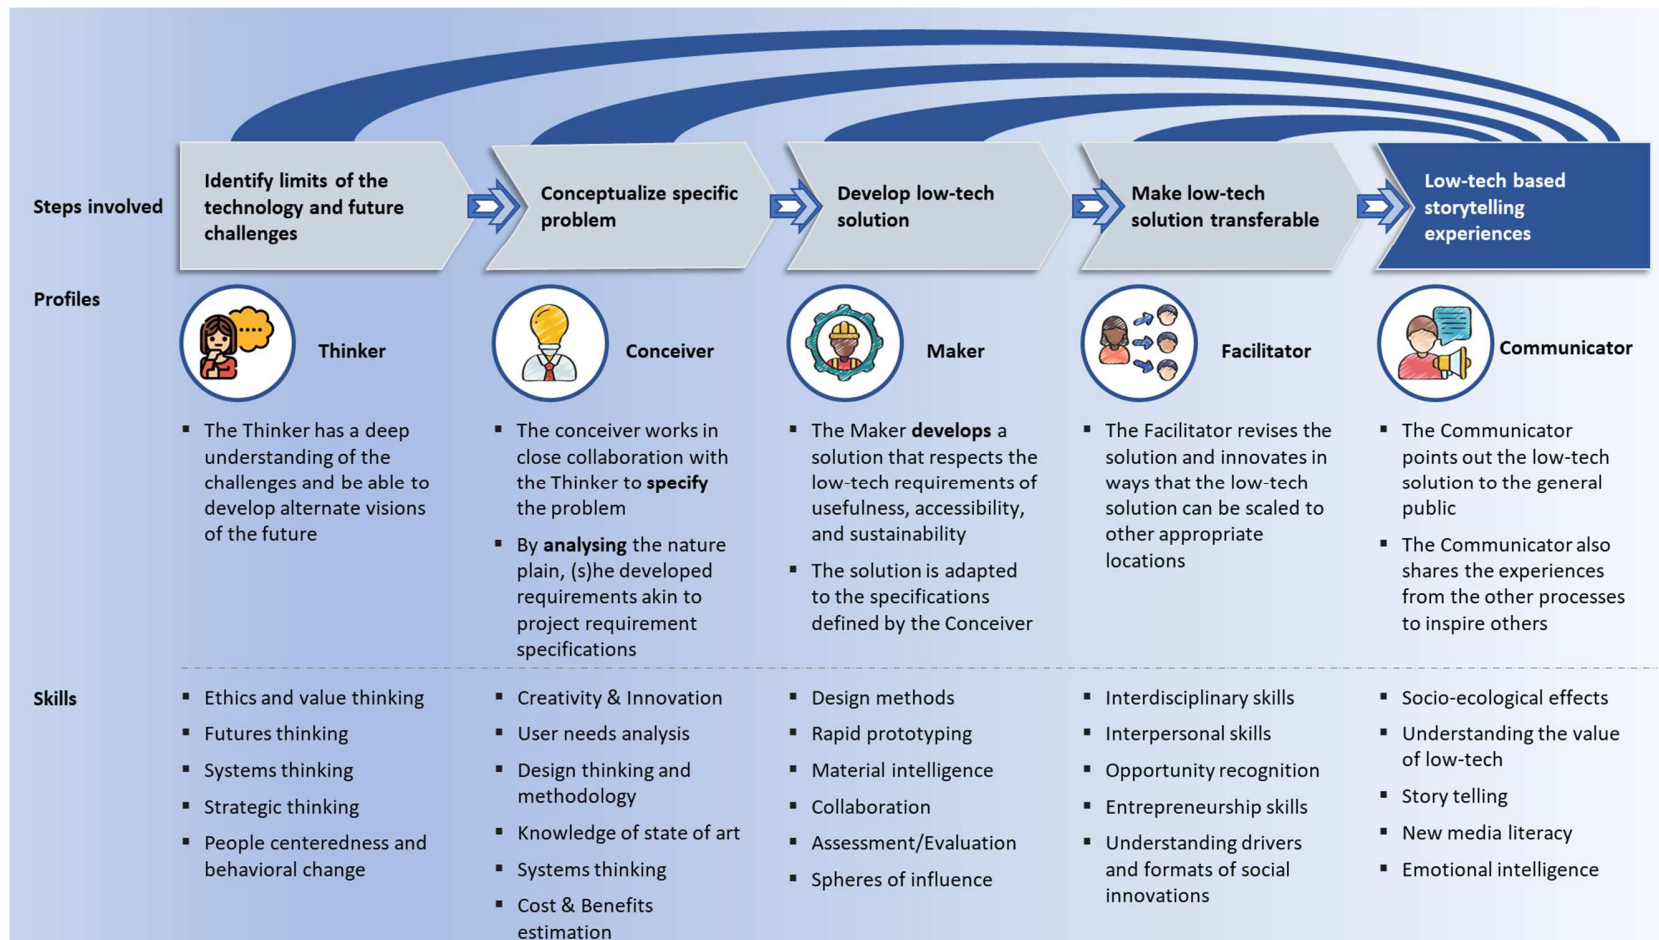 Steps involved
Identify limits of the
technology and future
challenges
Conceptualize specific
problem
Develop low-tech
solution
Make low-tech
solution transferable
Low-tech based
storytelling
experiences
Profiles
Thinker
Conceiver
Maker
Facilitator
Communicator
▪ The Thinker has a deep
understanding of the
challenges and be able to
develop alternate visions
of the future
▪ The conceiver works in
close collaboration with
the Thinker to specify
the problem
▪ By analysing the nature
plain, (s)he developed
requirements akin to
project requirement
specifications
▪ The Maker develops a
solution that respects the
low-tech requirements of
usefulness, accessibility,
and sustainability
▪ The solution is adapted
to the specifications
defined by the Conceiver
▪ The Facilitator revises the
solution and innovates in
ways that the low-tech
solution can be scaled to
other appropriate
locations
▪ The Communicator
points out the low-tech
solution to the general
public
▪ The Communicator also
shares the experiences
from the other processes
to inspire others
Skills
▪ Ethics and value thinking
▪ Futures thinking
▪ Systems thinking
▪ Strategic thinking
▪ People centeredness and
behavioral change
▪ Creativity & Innovation
▪ User needs analysis
▪ Design thinking and
methodology
▪ Knowledge of state of art
▪ Systems thinking
▪ Cost & Benefits
estimation
▪ Design methods
▪ Rapid prototyping
▪ Material intelligence
▪ Collaboration
▪ Assessment/Evaluation
▪ Spheres of influence
▪ Interdisciplinary skills
▪ Interpersonal skills
▪ Opportunity recognition
▪ Entrepreneurship skills
▪ Understanding drivers
and formats of social
innovations
▪ Socio-ecological effects
▪ Understanding the value
of low-tech
▪ Story telling
▪ New media literacy
▪ Emotional intelligence